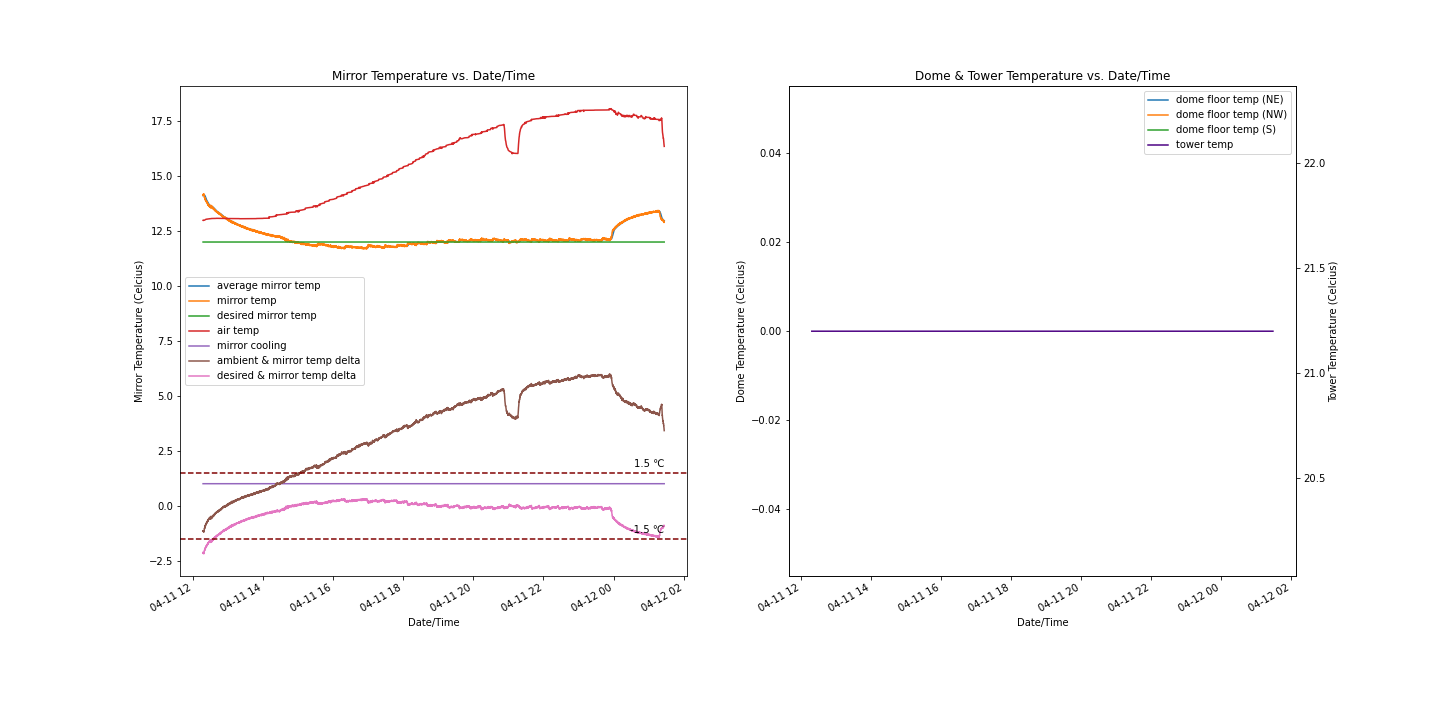 Mirror Temperature vs. Date/Time
17.5
15.0
12.5
10.0
7.5
5.0
2.5
0.0
−2.5
Mirror Temperature (Celcius)
average mirror temp
mirror temp
desired mirror temp
air temp
mirror cooling
ambient & mirror temp delta
desired & mirror temp delta
1.5 ℃
-1.5 ℃
04-11 12
04-11 14
04-11 16
04-11 18
04-11 20
04-11 22
04-12 00
04-12 02
Date/Time
Dome & Tower Temperature vs. Date/Time
0.04
0.02
0.00
−0.02
−0.04
Dome Temperature (Celcius)
dome floor temp (NE)
dome floor temp (NW)
dome floor temp (S)
tower temp
22.0
21.5
21.0
20.5
Tower Temperature (Celcius)
04-11 12
04-11 14
04-11 16
04-11 18
04-11 20
04-11 22
04-12 00
04-12 02
Date/Time